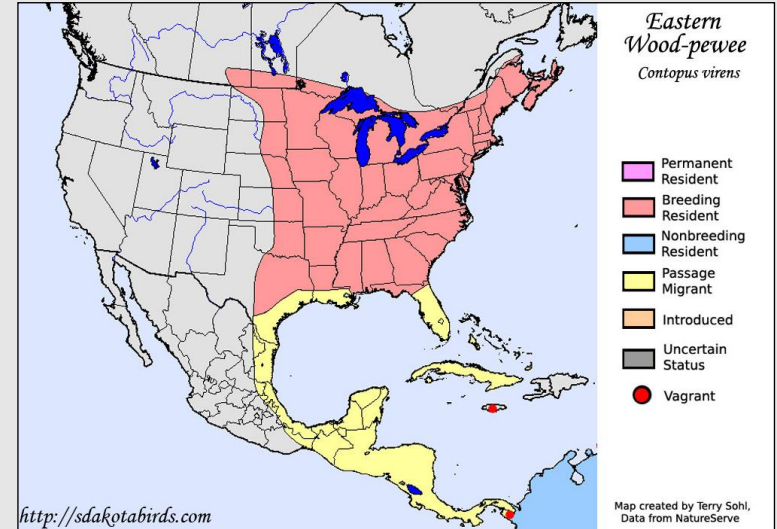 Eastern
Wood-pewee
Contopus virens
Permanent
Resident
Breeding
Resident
Nonbreeding
Resident
Passage
Migrant
Introduced
Uncertain
Status
Vagrant
Map created by Terry Sohl,
Data from NatureServe
http://sdakotabirds.com